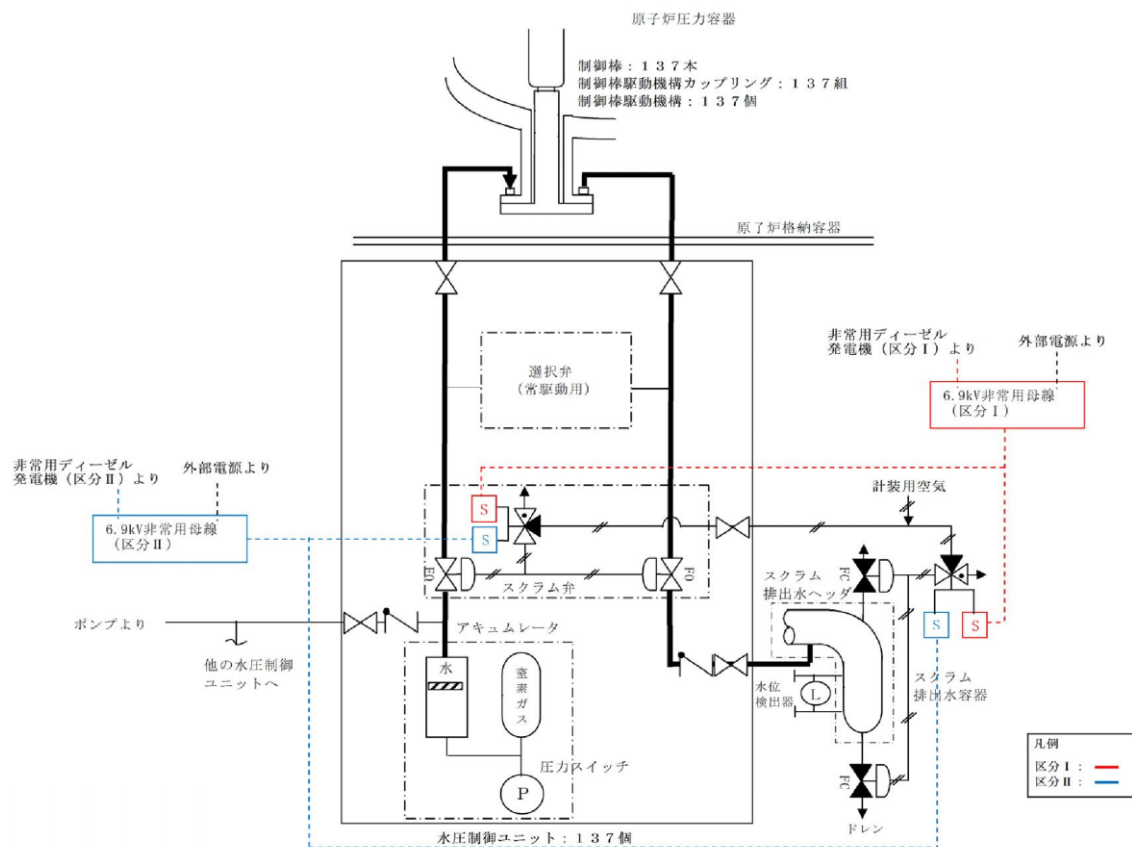 原子炉圧力容器
制御棒：１３７本
制御棒駆動機構カップリング：１３７組
制御棒駆動機構：１３７個
原子炉格納容器
選択弁
（常駆動用）
非常用ディーゼル
発電機（区分Ⅰ）より
外部電源より
6.9kV非常用母線
（区分Ⅰ）
非常用ディーゼル
発電機（区分Ⅱ）より
外部電源より
6.9kV非常用母線
（区分Ⅱ）
S
S
計装用空気
FO
FO
スクラム弁
FC
スクラム
排出水ヘッダ
S
S
ポンプより
他の水圧制御
ユニットへ
アキュムレータ
水
窒素ガス
圧力スイッチ
P
水位
検出器
L
スクラム
排出水容器
FC
ドレン
水圧制御ユニット：１３７個
凡例
区分Ⅰ：
区分Ⅱ：